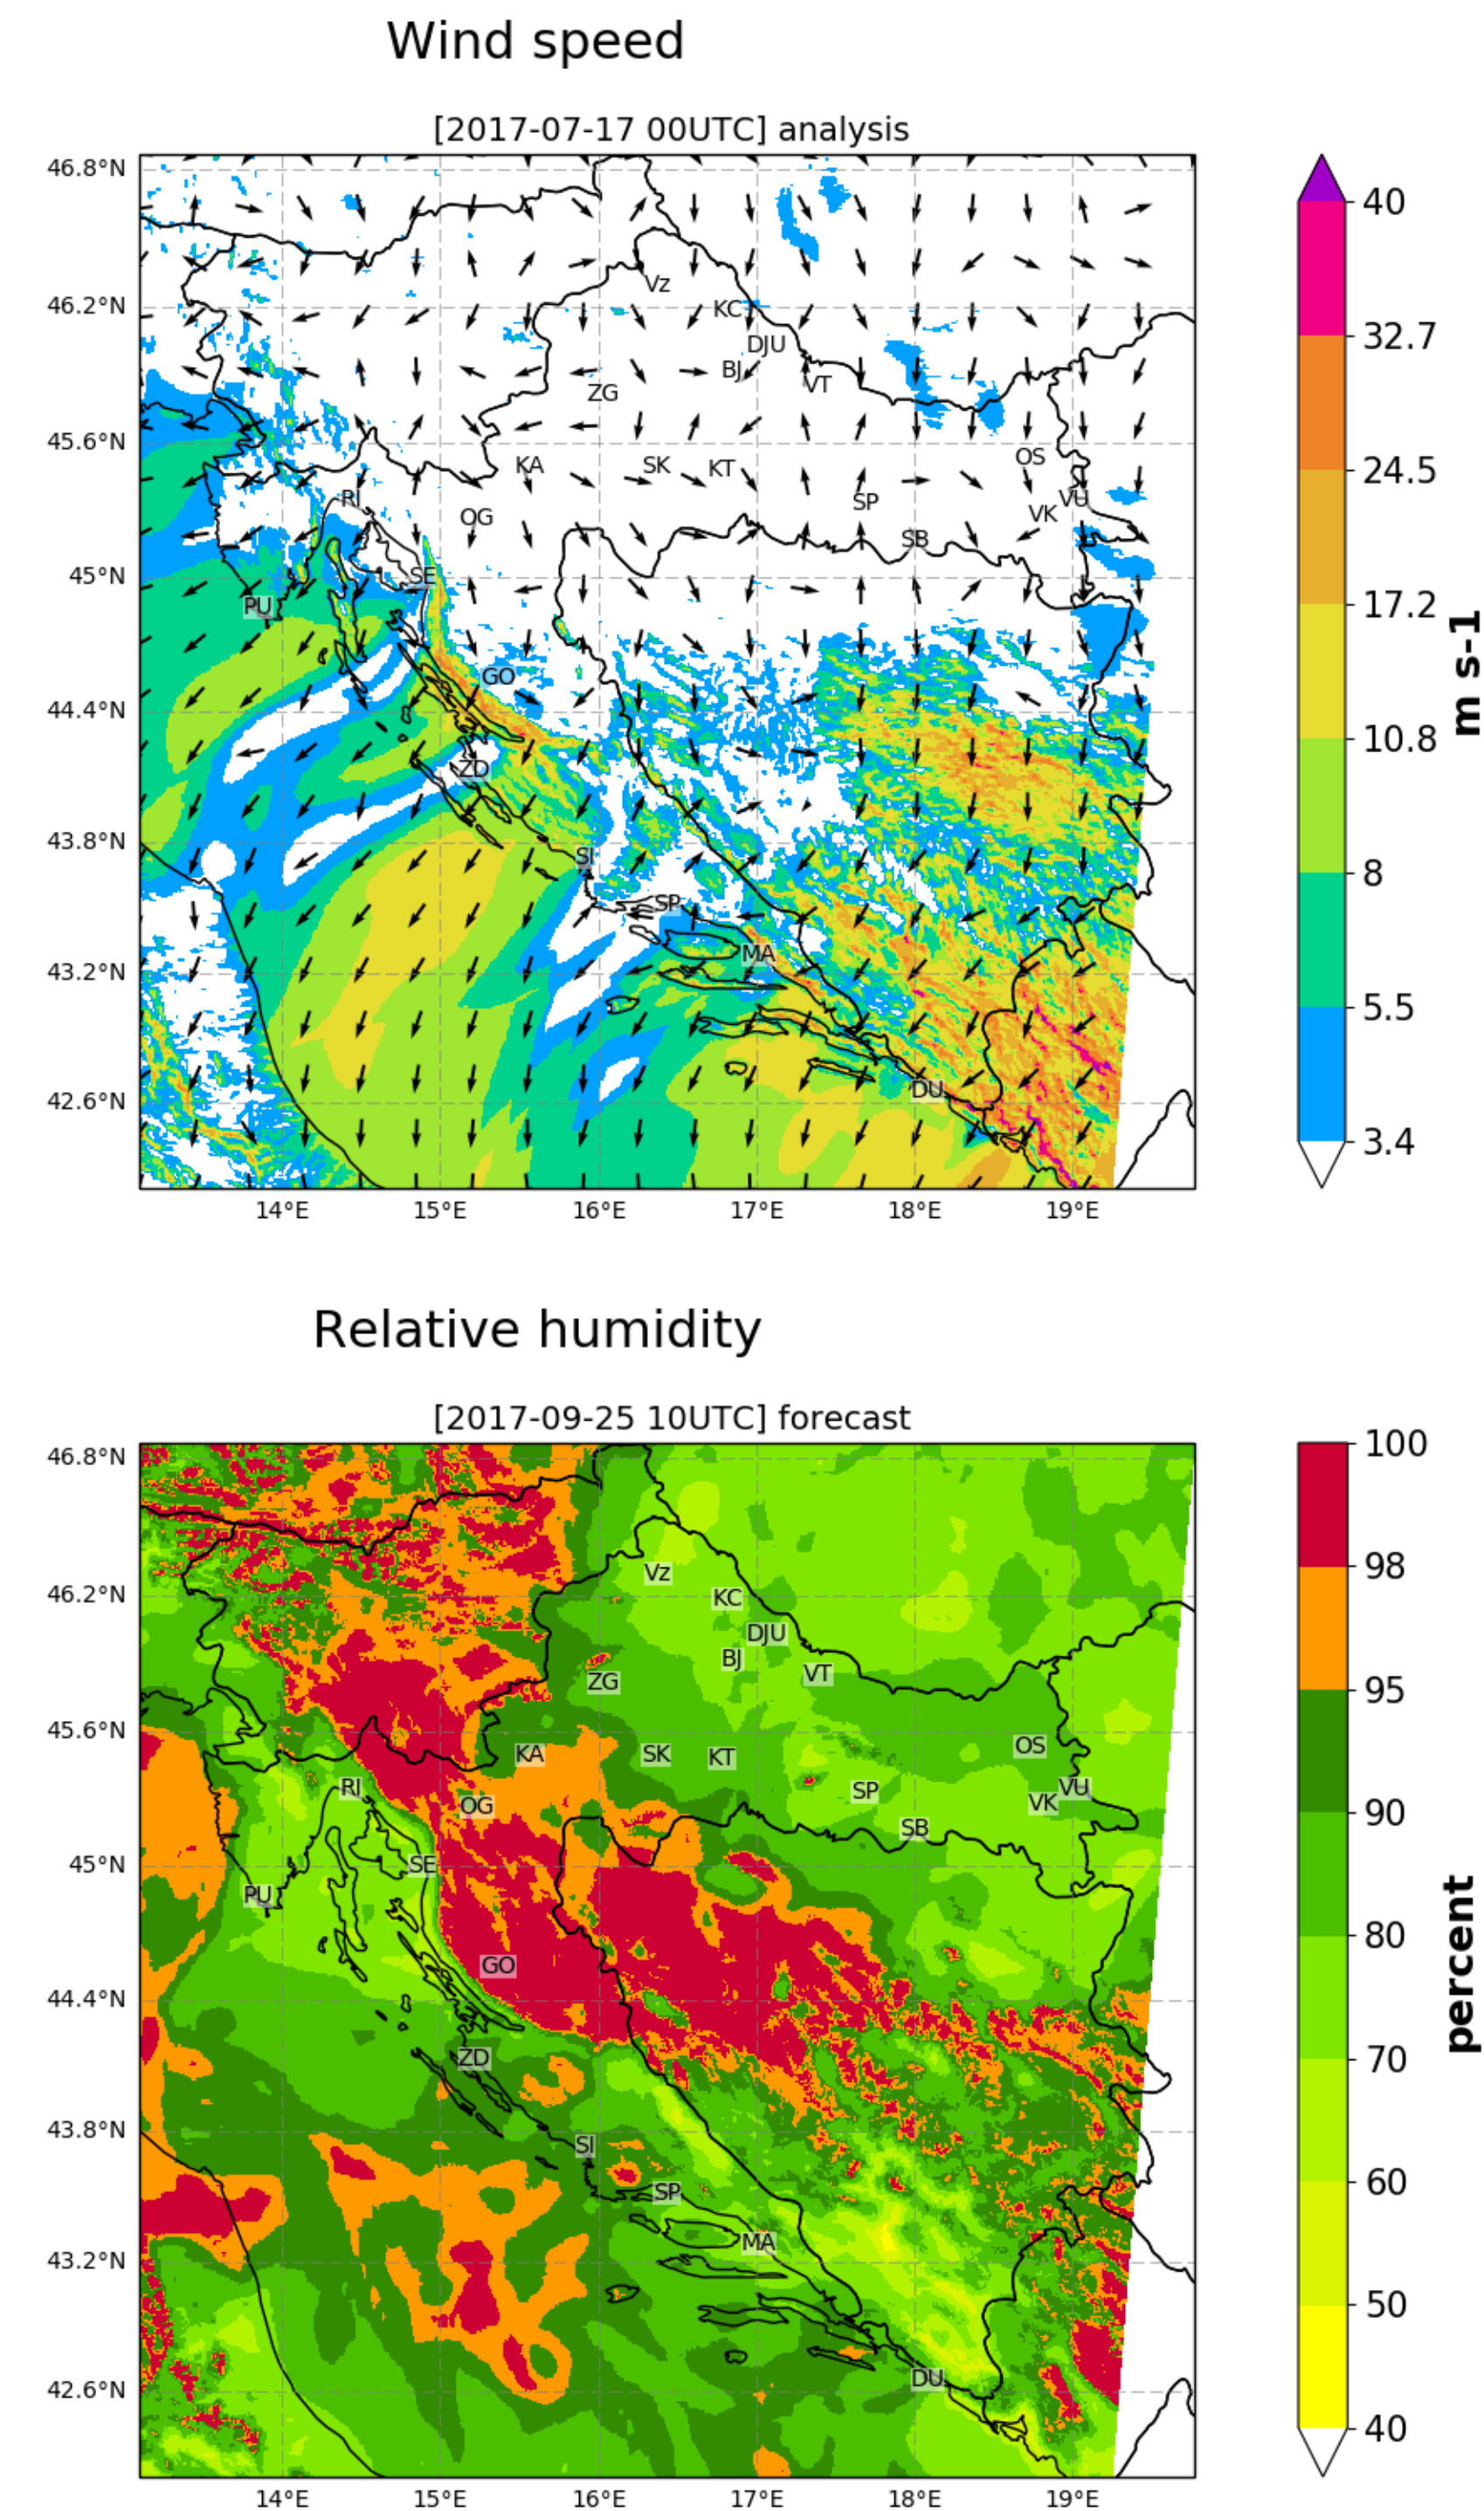 Wind speed
[2017-07-17 00UTC] analysis
46.8°N
46.2°N
45.6°N
45°N
44.4°N
43.8°N
43.2°N
42.6°N
14°E 15°E 16°E 17°E 18°E 19°E
Vz
KC
DJU
BJ
VT
ZG
KA
SK
KT
OS
RI
SP
VU
OG
VK
SB
SE
PU
GO
ZD
SI
SP
MA
DU
40
32.7
24.5
17.2
10.8
8
5.5
3.4
m s-1
Relative humidity
[2017-09-25 10UTC] forecast
46.8°N
46.2°N
45.6°N
45°N
44.4°N
43.8°N
43.2°N
42.6°N
14°E 15°E 16°E 17°E 18°E 19°E
Vz
KC
DJU
BJ
VT
ZG
KA
SK
KT
OS
RI
SP
VU
OG
VK
SB
SE
PU
GO
ZD
SI
SP
MA
DU
100
98
95
90
80
70
60
50
40
percent